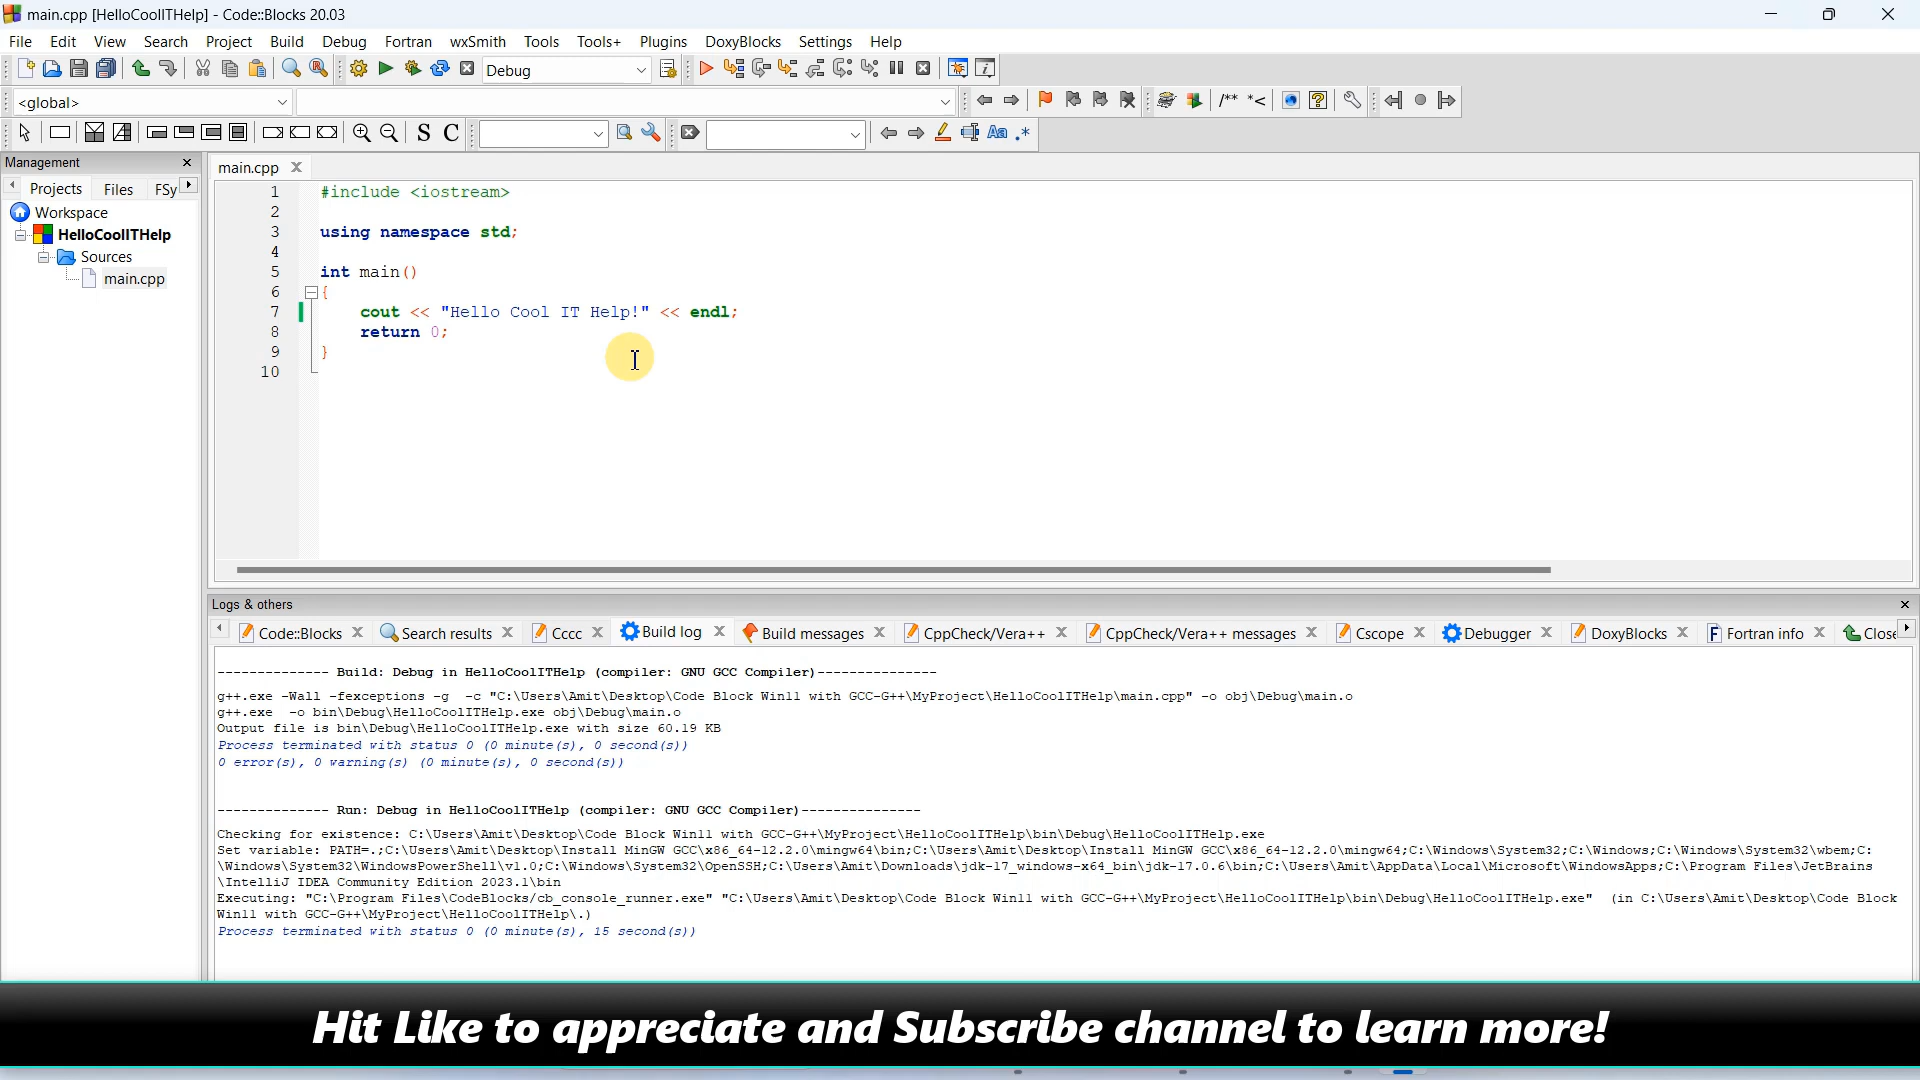 main.cpp [HelloCoolITHelp] - Code::Blocks 20.03
File Edit View Search Project Build Debug Fortran wxSmith Tools Tools+ Plugins DoxyBlocks Settings Help
Debug
<global>
/** *<
S C
Aa .*
Management
main.cpp
Projects Files FSy
Workspace
HelloCoolITHelp
Sources
main.cpp
1 #include <iostream>
2
3 using namespace std;
4
5 int main()
6 {
7 cout << "Hello Cool IT Help!" << endl;
8 return 0;
9 }
10
Logs & others
Code::Blocks Search results Cccc Build log Build messages CppCheck/Vera++ CppCheck/Vera++ messages Cscope Debugger DoxyBlocks Fortran info Close
-------------- Build: Debug in HelloCoolITHelp (compiler: GNU GCC Compiler)---------------
g++.exe -Wall -fexceptions -g  -c "C:\Users\Amit\Desktop\Code Block Win11 with GCC-G++\MyProject\HelloCoolITHelp\main.cpp" -o obj\Debug\main.o
g++.exe  -o bin\Debug\HelloCoolITHelp.exe obj\Debug\main.o
Output file is bin\Debug\HelloCoolITHelp.exe with size 60.19 KB
Process terminated with status 0 (0 minute(s), 0 second(s))
0 error(s), 0 warning(s) (0 minute(s), 0 second(s))
-------------- Run: Debug in HelloCoolITHelp (compiler: GNU GCC Compiler)---------------
Checking for existence: C:\Users\Amit\Desktop\Code Block Win11 with GCC-G++\MyProject\HelloCoolITHelp\bin\Debug\HelloCoolITHelp.exe
Set variable: PATH=.;C:\Users\Amit\Desktop\Install MinGW GCC\x86_64-12.2.0\mingw64\bin;C:\Users\Amit\Desktop\Install MinGW GCC\x86_64-12.2.0\mingw64;C:\Windows\System32;C:\Windows;C:\Windows\System32\wbem;C:
\Windows\System32\WindowsPowerShell\v1.0;C:\Windows\System32\OpenSSH;C:\Users\Amit\Downloads\jdk-17_windows-x64_bin\jdk-17.0.6\bin;C:\Users\Amit\AppData\Local\Microsoft\WindowsApps;C:\Program Files\JetBrains
\IntelliJ IDEA Community Edition 2023.1\bin
Executing: "C:\Program Files\CodeBlocks/cb_console_runner.exe" "C:\Users\Amit\Desktop\Code Block Win11 with GCC-G++\MyProject\HelloCoolITHelp\bin\Debug\HelloCoolITHelp.exe"  (in C:\Users\Amit\Desktop\Code Block
Win11 with GCC-G++\MyProject\HelloCoolITHelp\.)
Process terminated with status 0 (0 minute(s), 15 second(s))
Hit Like to appreciate and Subscribe channel to learn more!